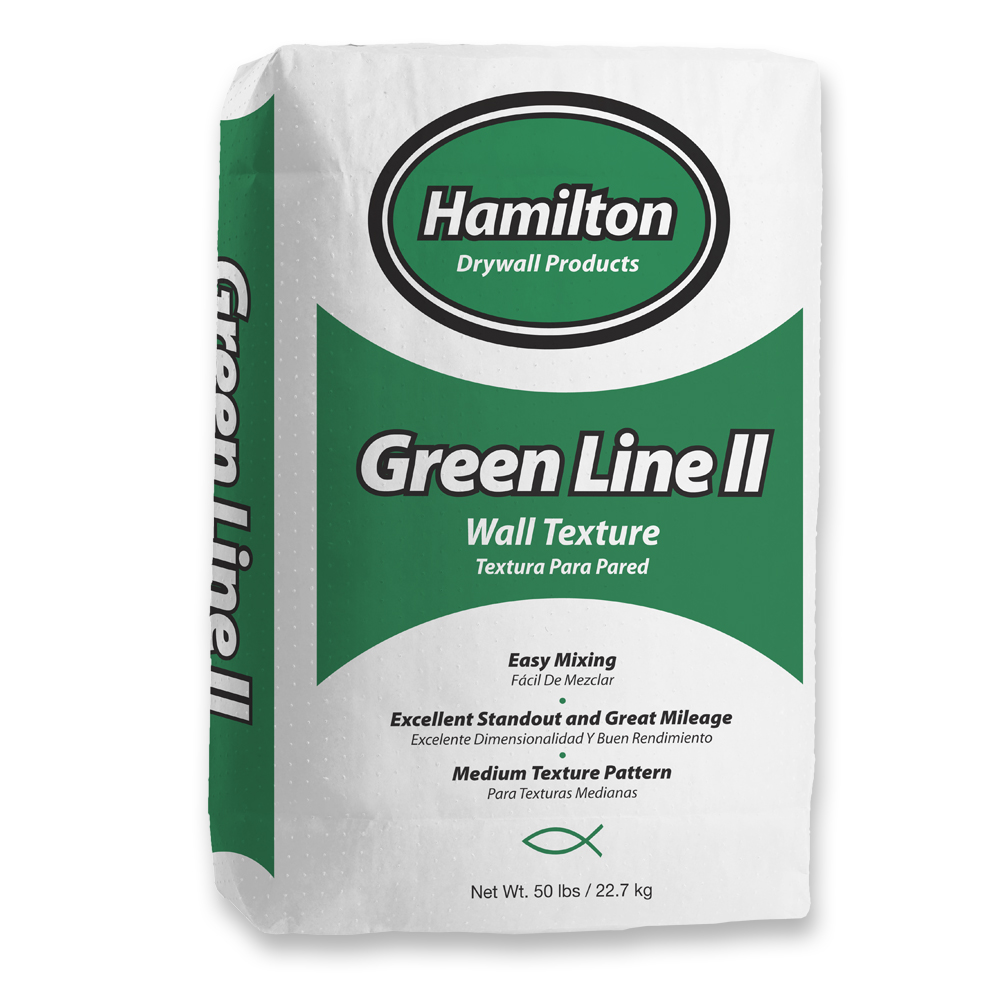 Hamilton
Drywall Products
Green Line II
Wall Texture
Textura Para Pared
Easy Mixing
Fácil De Mezclar
Excellent Standout and Great Mileage
Excelente Dimensionalidad Y Buen Rendimiento
Medium Texture Pattern
Para Texturas Medianas
Net Wt. 50 lbs / 22.7 kg
Green Line II